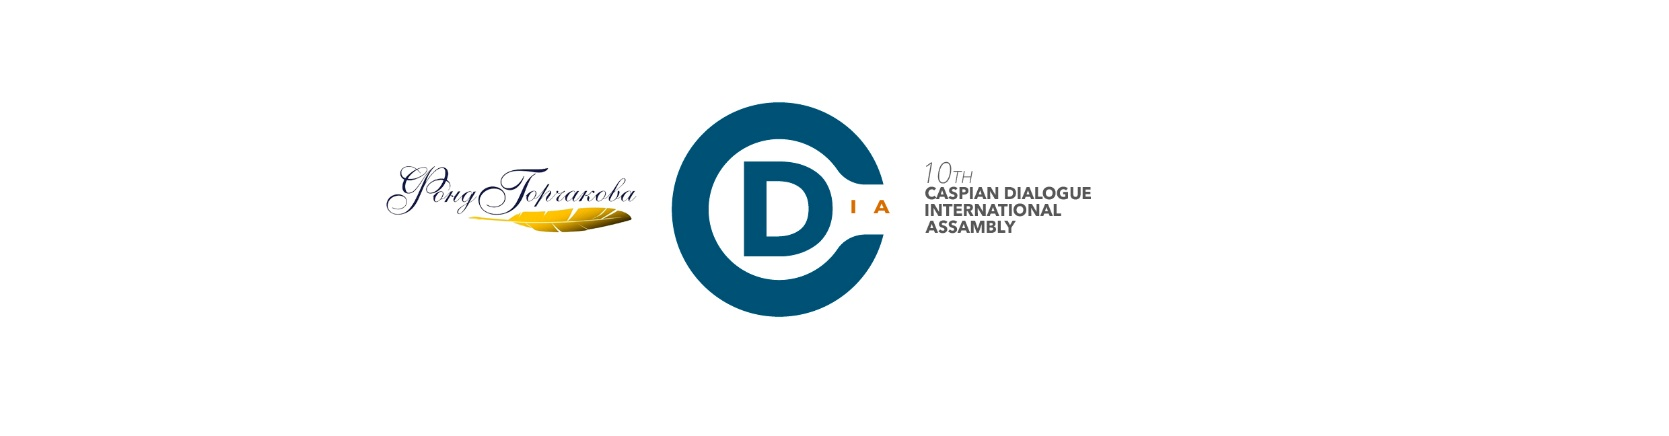 Фонд Горчакова
C
D
I A
10TH
CASPIAN DIALOGUE
INTERNATIONAL
ASSAMBLY